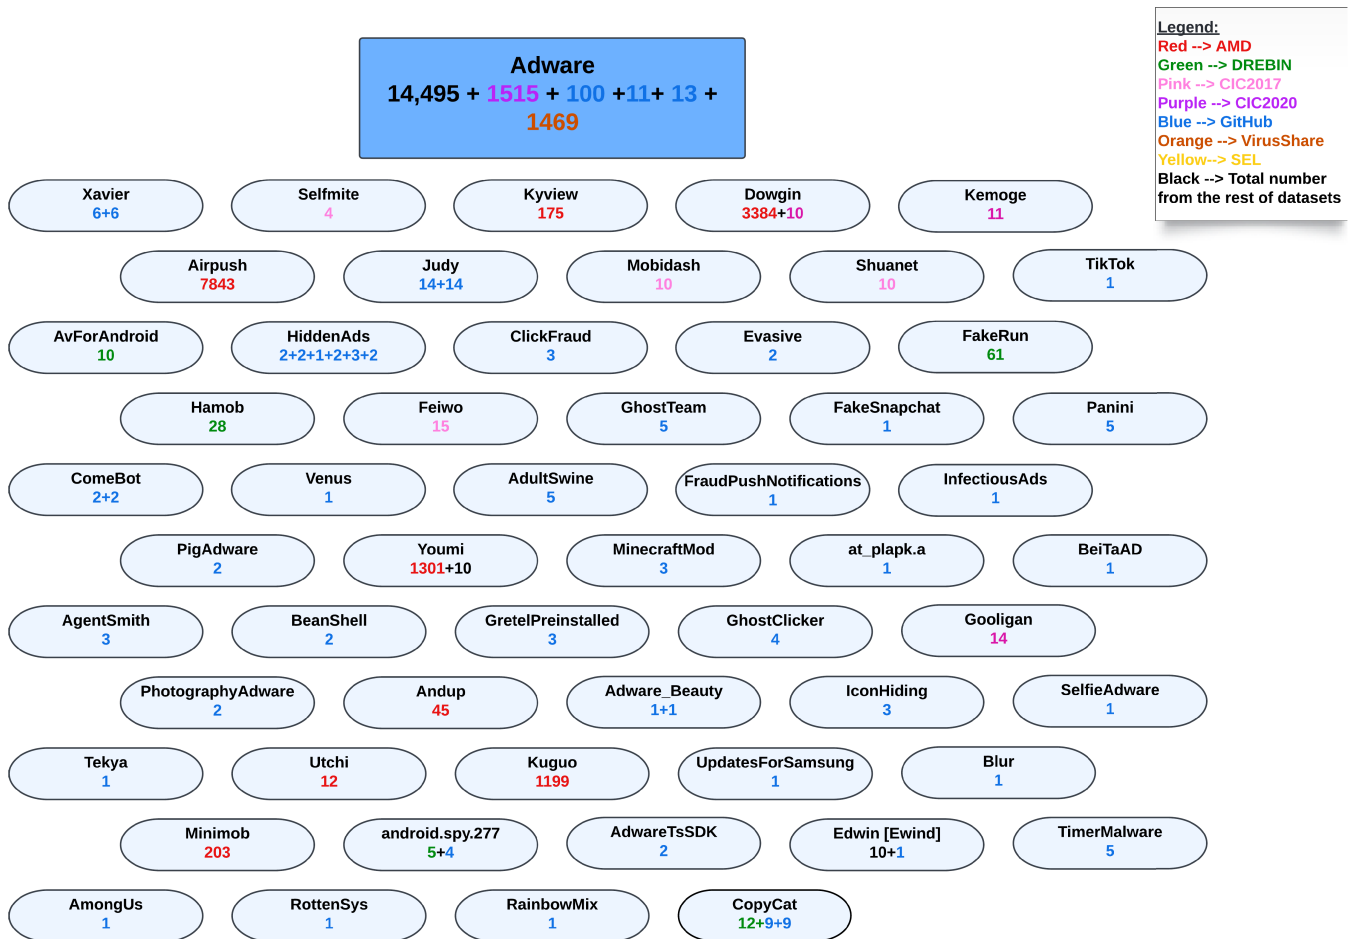 Legend:
Red --> AMD
Green --> DREBIN
Pink --> CIC2017
Purple --> CIC2020
Blue --> GitHub
Orange --> VirusShare
Yellow--> SEL
Black --> Total number
from the rest of datasets
Adware
14,495 + 1515 + 100 +11+ 13 +
1469
Xavier
6+6
Selfmite
4
Kyview
175
Dowgin
3384+10
Kemoge
11
Airpush
7843
Judy
14+14
Mobidash
10
Shuanet
10
TikTok
1
AvForAndroid
10
HiddenAds
2+2+1+2+3+2
ClickFraud
3
Evasive
2
FakeRun
61
Hamob
28
Feiwo
15
GhostTeam
5
FakeSnapchat
1
Panini
5
ComeBot
2+2
Venus
1
AdultSwine
5
FraudPushNotifications
1
InfectiousAds
1
PigAdware
2
Youmi
1301+10
MinecraftMod
3
at_plapk.a
1
BeiTaAD
1
AgentSmith
3
BeanShell
2
GretelPreinstalled
3
GhostClicker
4
Gooligan
14
PhotographyAdware
2
Andup
45
Adware_Beauty
1+1
IconHiding
3
SelfieAdware
1
Tekya
1
Utchi
12
Kuguo
1199
UpdatesForSamsung
1
Blur
1
Minimob
203
android.spy.277
5+4
AdwareTsSDK
2
Edwin [Ewind]
10+1
TimerMalware
5
AmongUs
1
RottenSys
1
RainbowMix
1
CopyCat
12+9+9